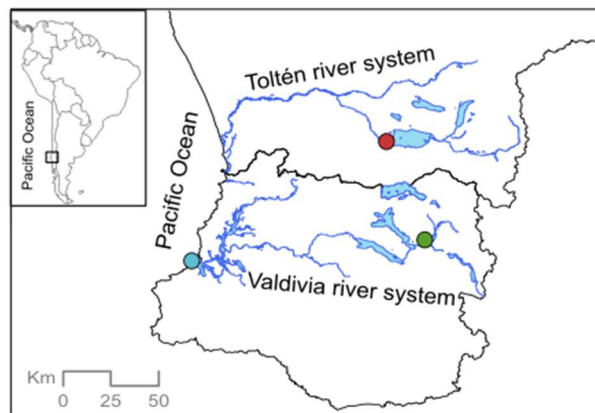 Pacific Ocean
Toltén river system
Pacific Ocean
Valdivia river system
Km
0 25 50